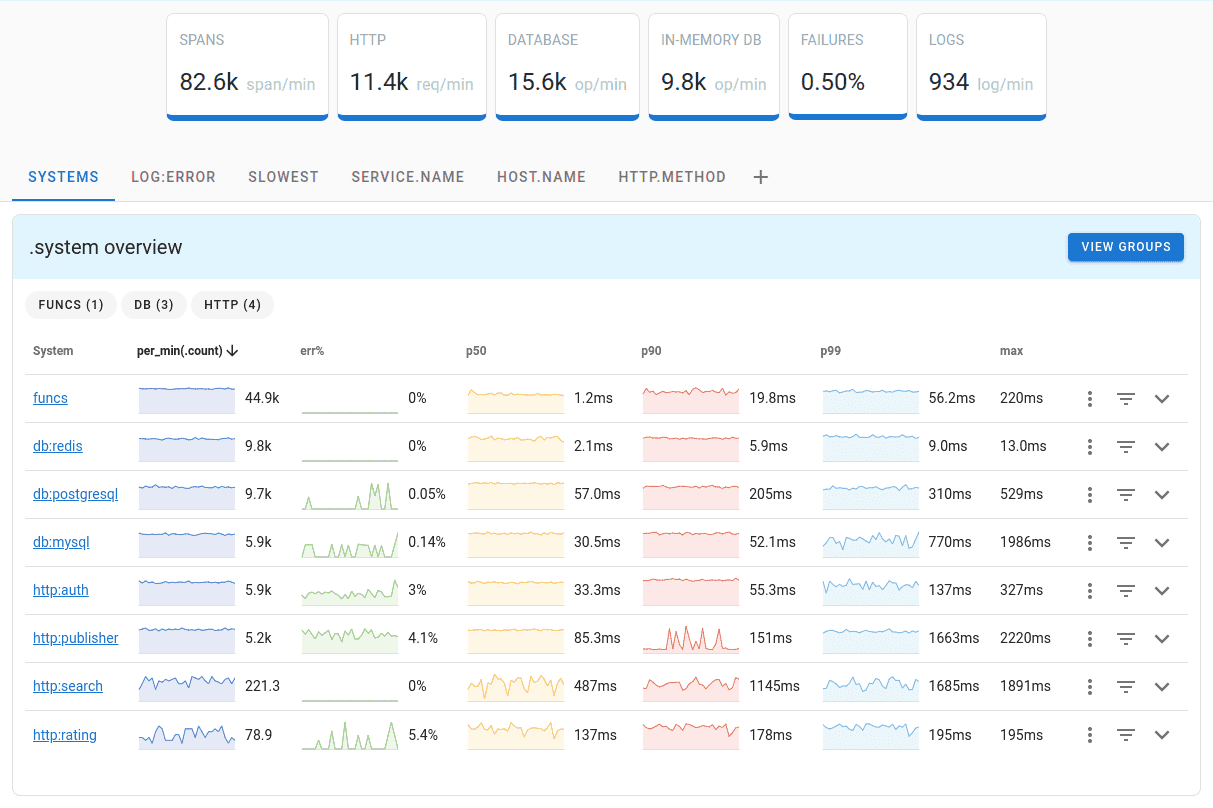 SPANS HTTP DATABASE IN-MEMORY DB FAILURES LOGS
82.6k span/min 11.4k req/min 15.6k op/min 9.8k op/min 0.50% 934 log/min
SYSTEMS LOG:ERROR SLOWEST SERVICE.NAME HOST.NAME HTTP.METHOD +
.system overview VIEW GROUPS
FUNCS (1) DB (3) HTTP (4)
System per_min(.count) err% p50 p90 p99 max
funcs 44.9k 0% 1.2ms 19.8ms 56.2ms 220ms
db:redis 9.8k 0% 2.1ms 5.9ms 9.0ms 13.0ms
db:postgresql 9.7k 0.05% 57.0ms 205ms 310ms 529ms
db:mysql 5.9k 0.14% 30.5ms 52.1ms 770ms 1986ms
http:auth 5.9k 3% 33.3ms 55.3ms 137ms 327ms
http:publisher 5.2k 4.1% 85.3ms 151ms 1663ms 2220ms
http:search 221.3 0% 487ms 1145ms 1685ms 1891ms
http:rating 78.9 5.4% 137ms 178ms 195ms 195ms